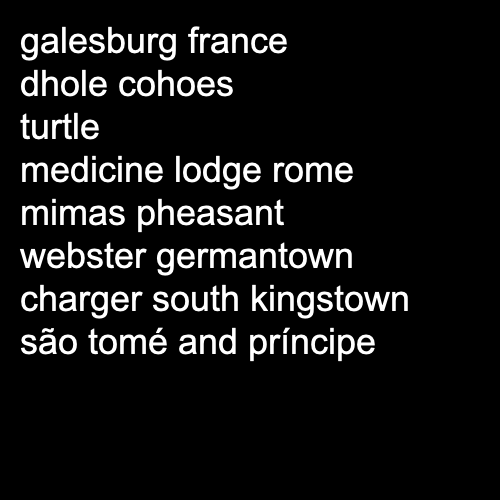 galesburg france
dhole cohoes
turtle
medicine lodge rome
mimas pheasant
webster germantown
charger south kingstown
são tomé and príncipe